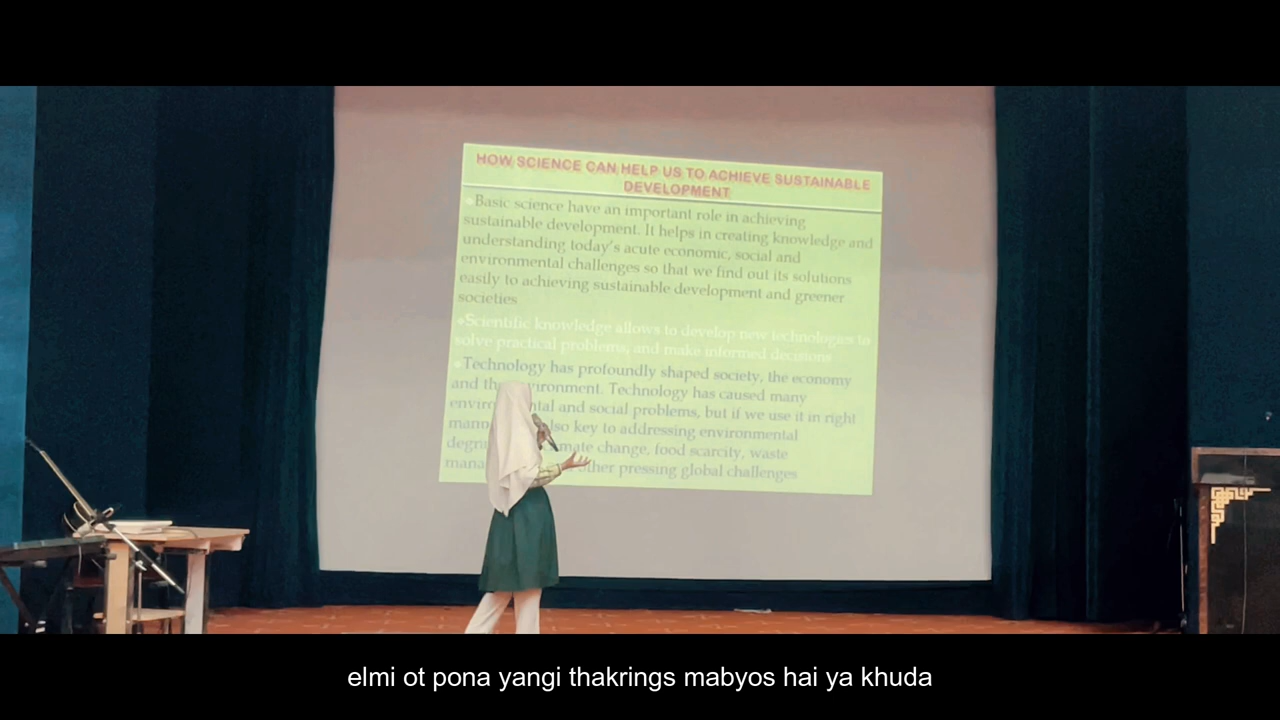 HOW SCIENCE CAN HELP US TO ACHIEVE SUSTAINABLE
DEVELOPMENT
Basic science have an important role in achieving
sustainable development. It helps in creating knowledge and
understanding today's acute economic, social and
environmental challenges so that we find out its solutions
easily to achieving sustainable development and greener
societies
Scientific knowledge allows to develop new technologies to
solve practical problems, and make informed decisions
Technology has profoundly shaped society, the economy
and the environment. Technology has caused many
and social problems, but if we use it in right
key to addressing environmental
change, food scarcity, waste
other pressing global challenges
elmi ot pona yangi thakrings mabyos hai ya khuda